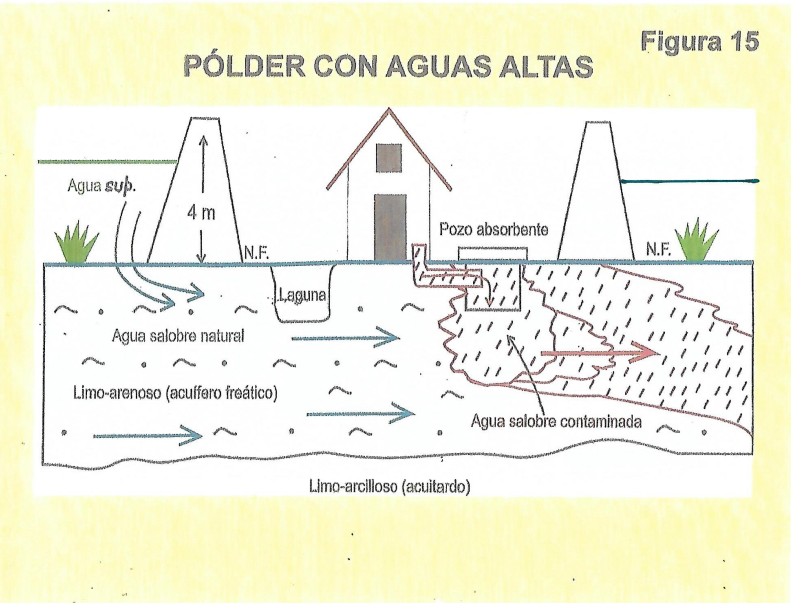 Figura 15
PÓLDER CON AGUAS ALTAS
Agua sup.
4 m
Pozo absorbente
N.F.
N.F.
Laguna
Agua salobre natural
Limo-arenoso (acuífero freático)
Agua salobre contaminada
Limo-arcilloso (acuitardo)